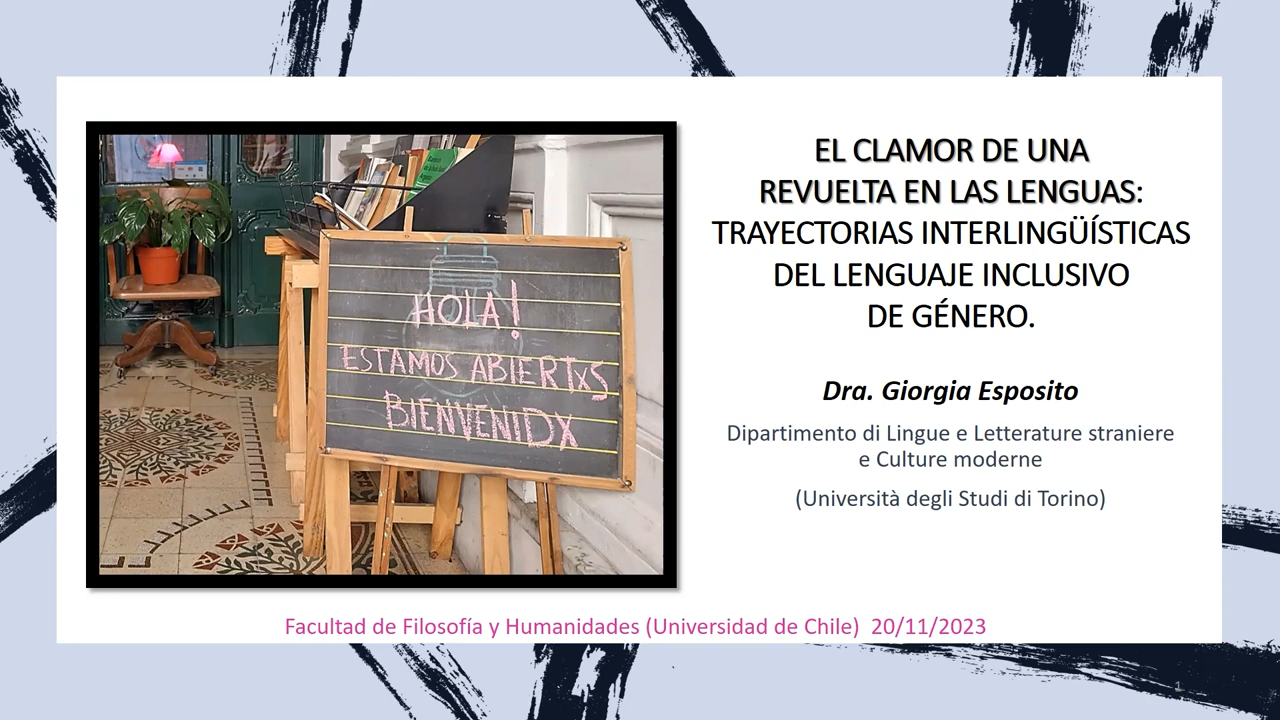 HOLA!
ESTAMOS ABIERTXS
BIENVENIDX
EL CLAMOR DE UNA
REVUELTA EN LAS LENGUAS:
TRAYECTORIAS INTERLINGÜÍSTICAS
DEL LENGUAJE INCLUSIVO
DE GÉNERO.
Dra. Giorgia Esposito
Dipartimento di Lingue e Letterature straniere
e Culture moderne
(Università degli Studi di Torino)
Facultad de Filosofía y Humanidades (Universidad de Chile) 20/11/2023
1